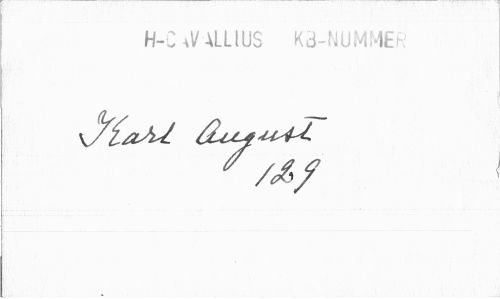 H-CAVALLIUS KB-NUMMER
Karl August
129